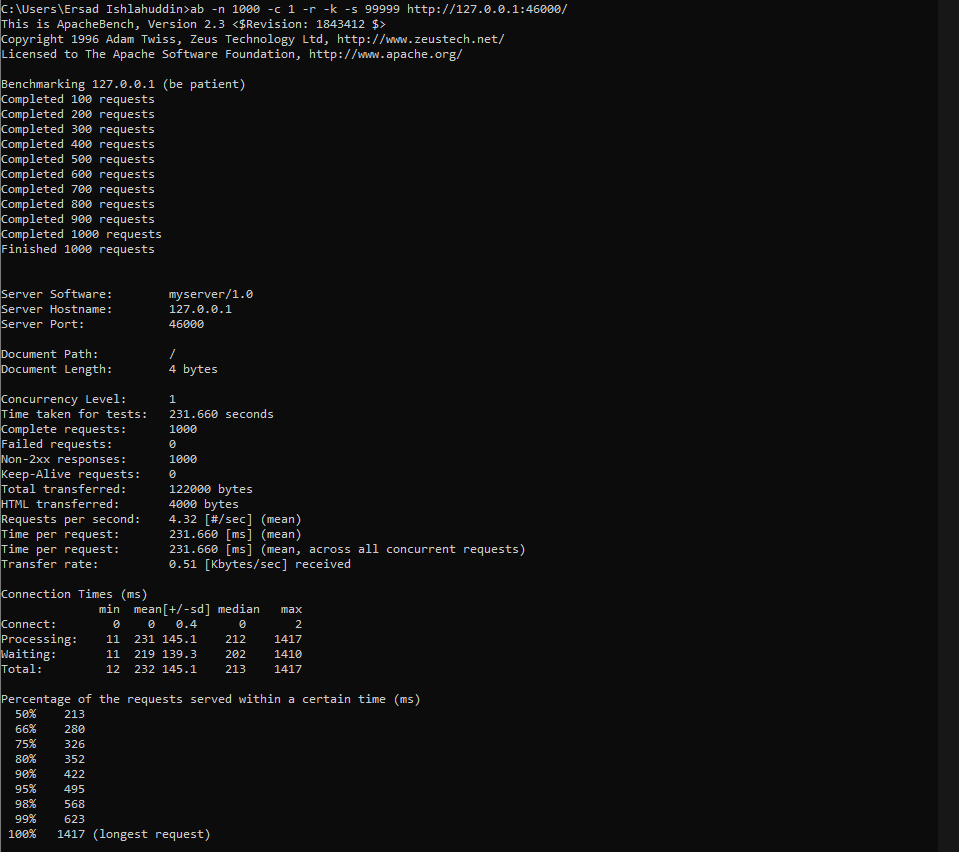 C:\Users\Ersad Ishlahuddin>ab -n 1000 -c 1 -r -k -s 99999 http://127.0.0.1:46000/
This is ApacheBench, Version 2.3 <$Revision: 1843412 $>
Copyright 1996 Adam Twiss, Zeus Technology Ltd, http://www.zeustech.net/
Licensed to The Apache Software Foundation, http://www.apache.org/

Benchmarking 127.0.0.1 (be patient)
Completed 100 requests
Completed 200 requests
Completed 300 requests
Completed 400 requests
Completed 500 requests
Completed 600 requests
Completed 700 requests
Completed 800 requests
Completed 900 requests
Completed 1000 requests
Finished 1000 requests


Server Software:        myserver/1.0
Server Hostname:        127.0.0.1
Server Port:            46000

Document Path:          /
Document Length:        4 bytes

Concurrency Level:      1
Time taken for tests:   231.660 seconds
Complete requests:      1000
Failed requests:        0
Non-2xx responses:      1000
Keep-Alive requests:    0
Total transferred:      122000 bytes
HTML transferred:       4000 bytes
Requests per second:    4.32 [#/sec] (mean)
Time per request:       231.660 [ms] (mean)
Time per request:       231.660 [ms] (mean, across all concurrent requests)
Transfer rate:          0.51 [Kbytes/sec] received

Connection Times (ms)
              min  mean[+/-sd] median   max
Connect:        0    0   0.4      0       2
Processing:    11  231 145.1    212    1417
Waiting:       11  219 139.3    202    1410
Total:         12  232 145.1    213    1417

Percentage of the requests served within a certain time (ms)
  50%    213
  66%    280
  75%    326
  80%    352
  90%    422
  95%    495
  98%    568
  99%    623
 100%   1417 (longest request)